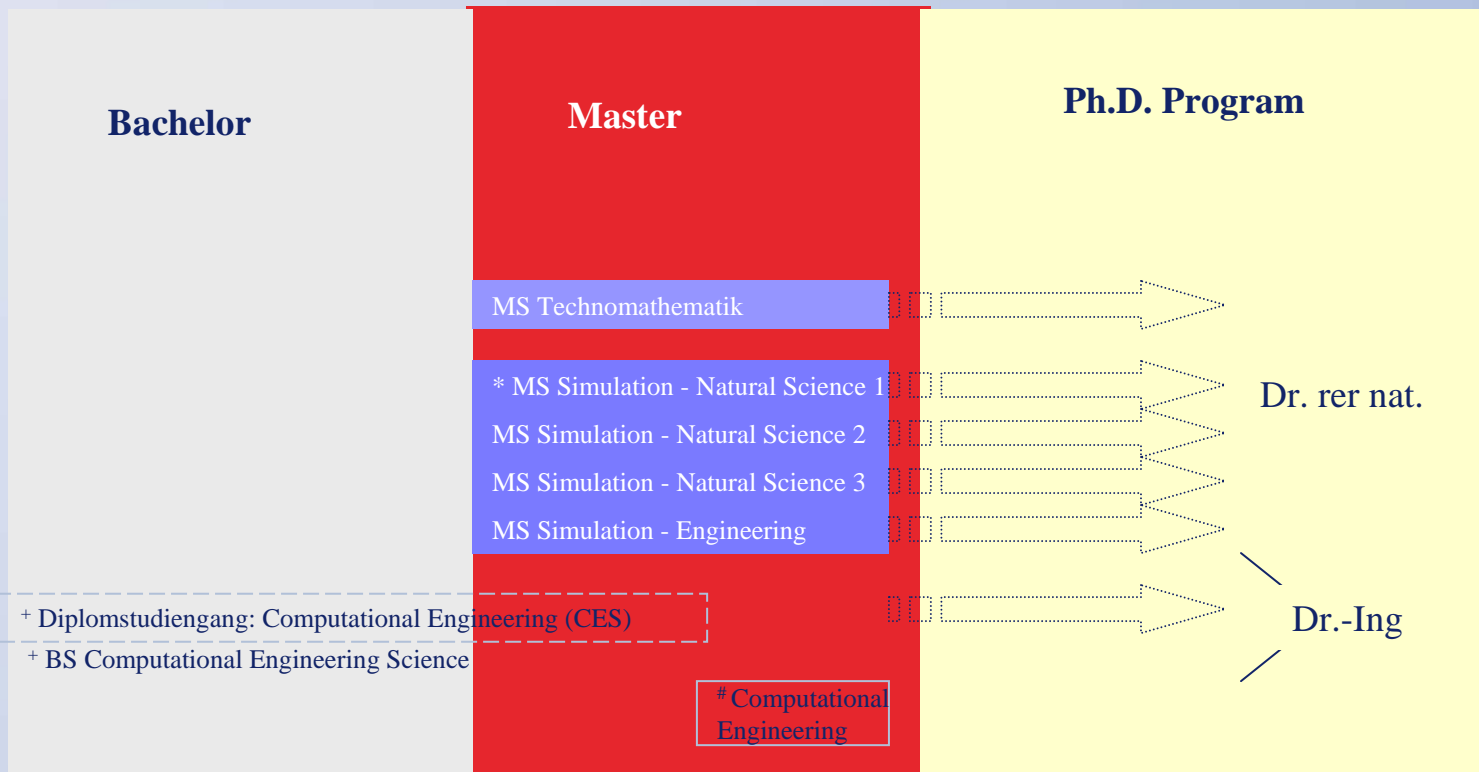 Bachelor
Master
Ph.D. Program
MS Technomathematik
* MS Simulation - Natural Science 1
MS Simulation - Natural Science 2
MS Simulation - Natural Science 3
MS Simulation - Engineering
Dr. rer nat.
+ Diplomstudiengang: Computational Engineering (CES)
+ BS Computational Engineering Science
Dr.-Ing
# Computational
Engineering